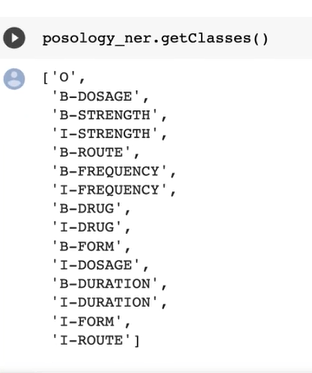 posology_ner.getClasses()
['O',
'B-DOSAGE',
'B-STRENGTH',
'I-STRENGTH',
'B-ROUTE',
'B-FREQUENCY',
'I-FREQUENCY',
'B-DRUG',
'I-DRUG',
'B-FORM',
'I-DOSAGE',
'B-DURATION',
'I-DURATION',
'I-FORM',
'I-ROUTE']